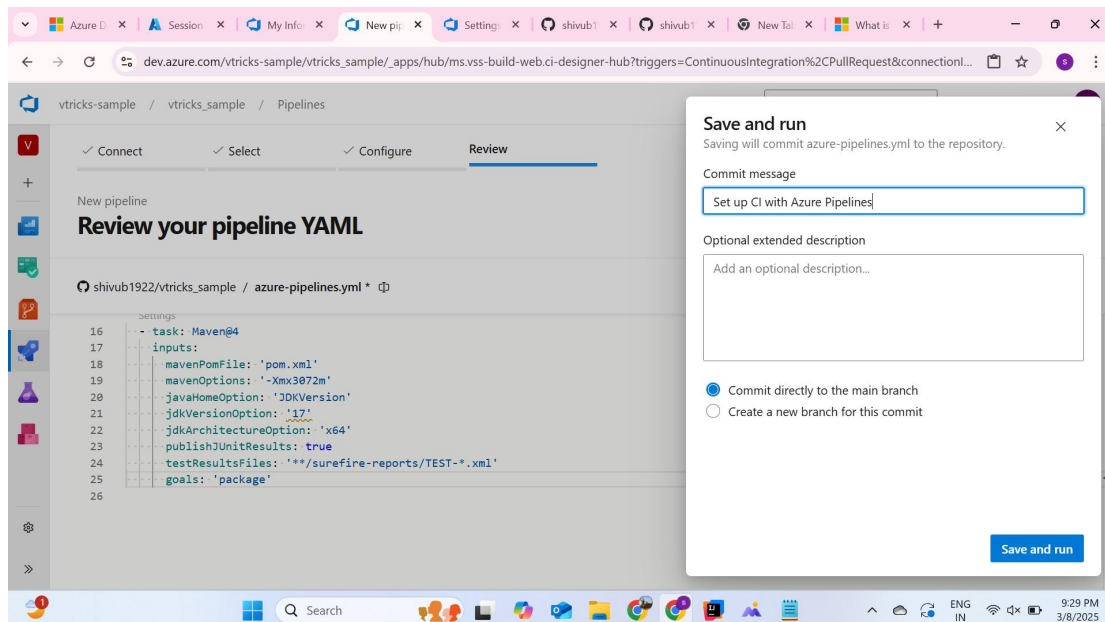 Azure D
Session
My Infor
New pip
Settings
shivub1
shivub1
New Tab
What is
dev.azure.com/vtricks-sample/vtricks_sample/_apps/hub/ms.vss-build-web.ci-designer-hub?triggers=ContinuousIntegration%2CPullRequest&connectionI...
s
vtricks-sample / vtricks_sample / Pipelines
V
Connect
Select
Configure
Review
New pipeline
Review your pipeline YAML
shivub1922/vtricks_sample / azure-pipelines.yml *
Settings
16 - task: Maven@4
17 inputs:
18 mavenPomFile: 'pom.xml'
19 mavenOptions: '-Xmx3072m'
20 javaHomeOption: 'JDKVersion'
21 jdkVersionOption: '17'
22 jdkArchitectureOption: 'x64'
23 publishJUnitResults: true
24 testResultsFiles: '**/surefire-reports/TEST-*.xml'
25 goals: 'package'
26
Save and run
Saving will commit azure-pipelines.yml to the repository.
Commit message
Set up CI with Azure Pipelines
Optional extended description
Add an optional description...
Commit directly to the main branch
Create a new branch for this commit
Save and run
1
Search
ENG
IN
9:29 PM
3/8/2025